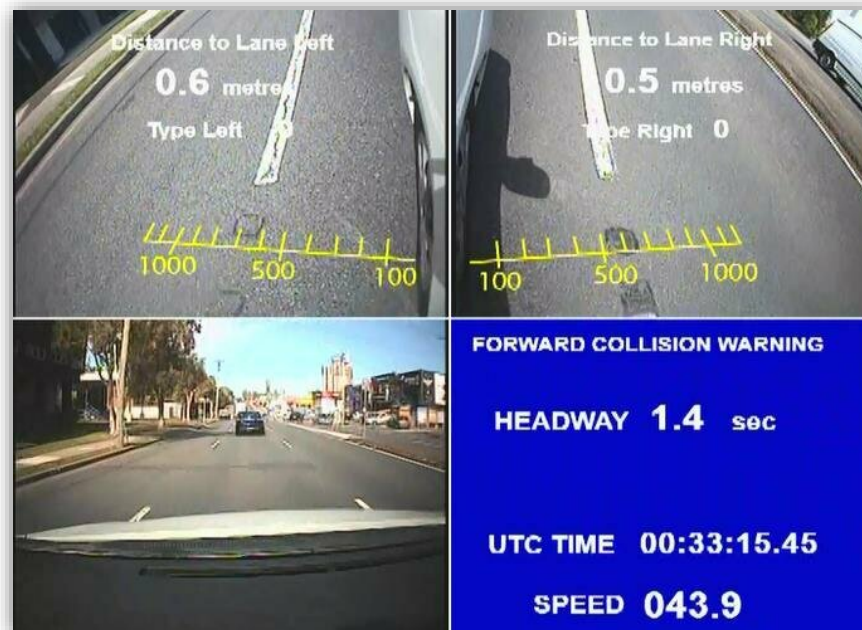 Distance to Lane Left
0.6 metres
Type Left 0
1000 500 100
Distance to Lane Right
0.5 metres
Type Right 0
100 500 1000
FORWARD COLLISION WARNING
HEADWAY 1.4 sec
UTC TIME 00:33:15.45
SPEED 043.9